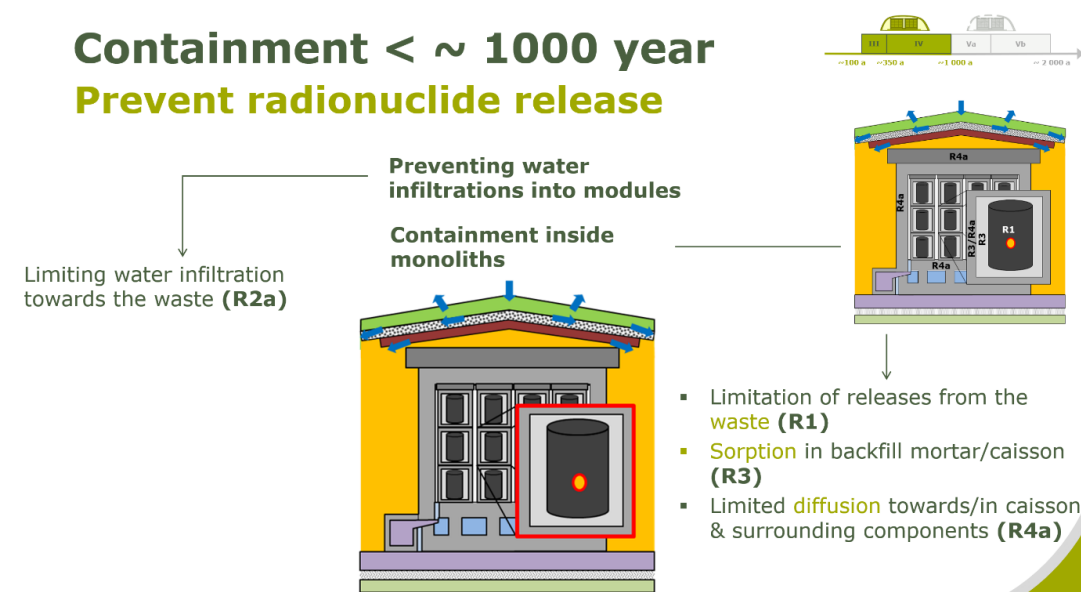 Containment < ~ 1000 year
Prevent radionuclide release
III IV Va Vb
~100 a ~350 a ~1 000 a ~ 2 000 a
Preventing water
infiltrations into modules
Containment inside
monoliths
Limiting water infiltration
towards the waste (R2a)
R4a
R4a
R3/R4a
R3
R1
R4a
▪ Limitation of releases from the
waste (R1)
▪ Sorption in backfill mortar/caisson
(R3)
▪ Limited diffusion towards/in caisson
& surrounding components (R4a)